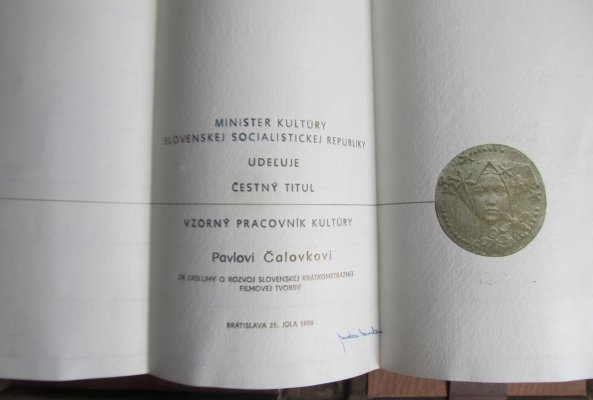 MINISTER KULTÚRY
SLOVENSKEJ SOCIALISTICKEJ REPUBLIKY
UDEĽUJE
ČESTNÝ TITUL
VZORNÝ PRACOVNÍK KULTÚRY
Pavlovi Čalovkovi
ZA ZÁSLUHY O ROZVOJ SLOVENSKEJ KRÁTKOMETRÁŽNEJ
FILMOVEJ TVORBY
BRATISLAVA 21. JÚLA